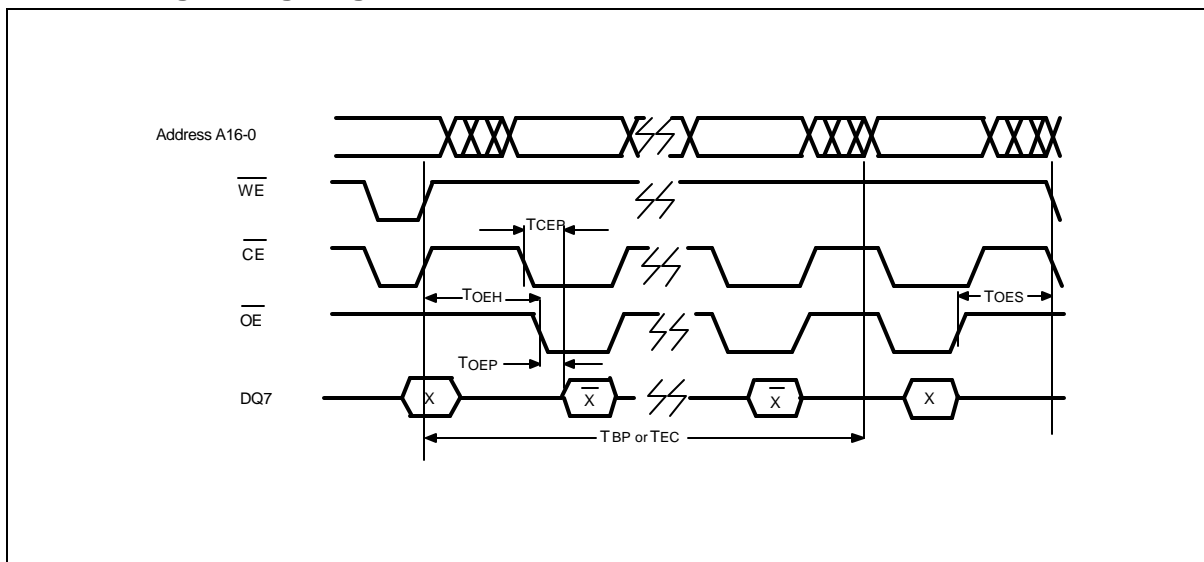 Address A16-0
WE
TCEP
CE
TOEH
TOES
OE
TOEP
DQ7
X
X
X
X
TBP or TEC